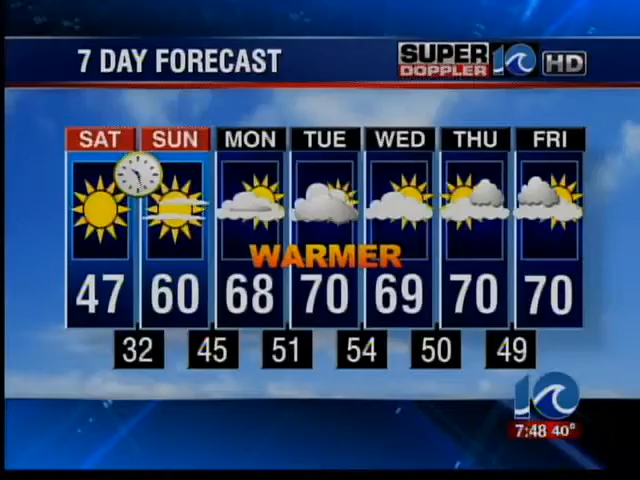 7 DAY FORECAST
SUPER DOPPLER 10 HD
SAT SUN MON TUE WED THU FRI
WARMER
47 60 68 70 69 70 70
32 45 51 54 50 49
10
7:48 40°